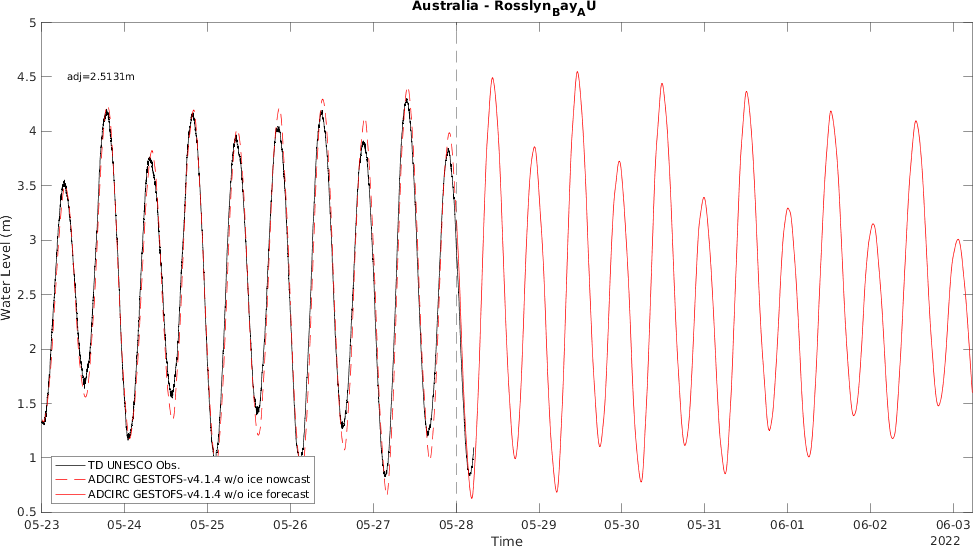 Australia - RosslynBayAU
5
4.5
4
3.5
3
2.5
2
1.5
1
0.5
adj=2.5131m
Water Level (m)
TD UNESCO Obs.
ADCIRC GESTOFS-v4.1.4 w/o ice nowcast
ADCIRC GESTOFS-v4.1.4 w/o ice forecast
05-23 05-24 05-25 05-26 05-27 05-28 05-29 05-30 05-31 06-01 06-02 06-03
2022
Time